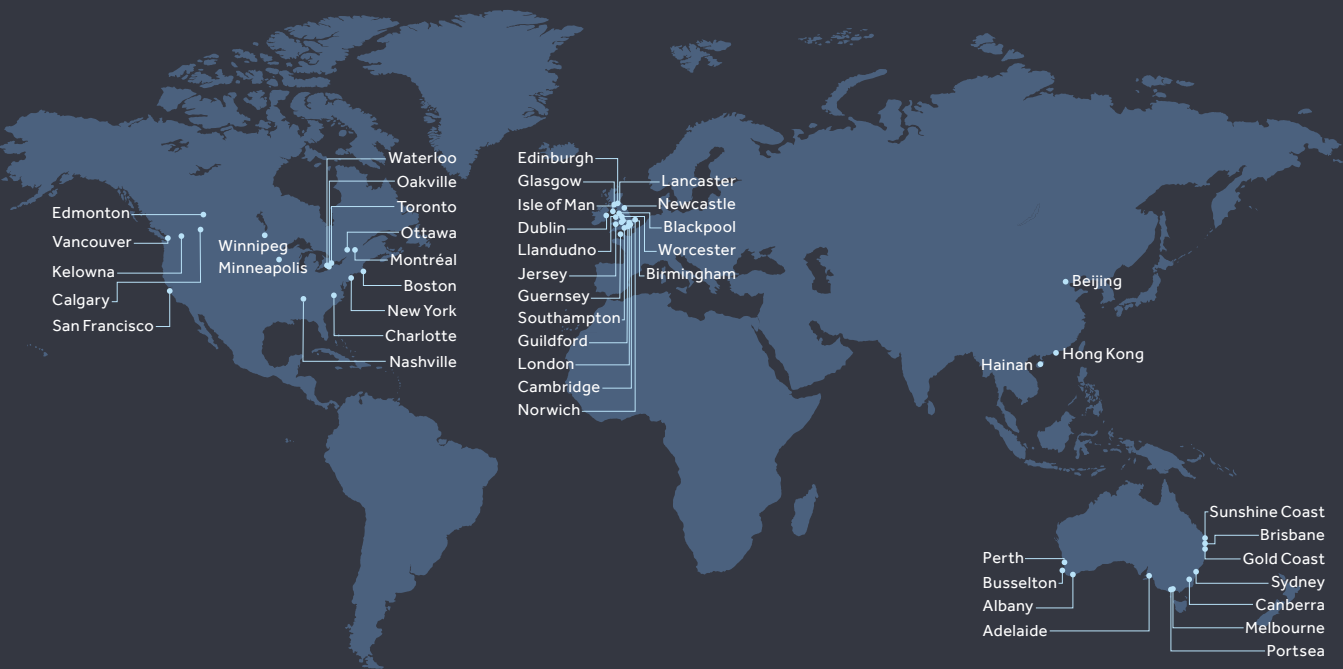 Edmonton
Vancouver
Kelowna
Calgary
San Francisco
Winnipeg
Minneapolis
Waterloo
Oakville
Toronto
Ottawa
Montréal
Boston
New York
Charlotte
Nashville
Edinburgh
Glasgow
Isle of Man
Dublin
Llandudno
Jersey
Guernsey
Southampton
Guildford
London
Cambridge
Norwich
Lancaster
Newcastle
Blackpool
Worcester
Birmingham
Beijing
Hong Kong
Hainan
Perth
Busselton
Albany
Adelaide
Sunshine Coast
Brisbane
Gold Coast
Sydney
Canberra
Melbourne
Portsea